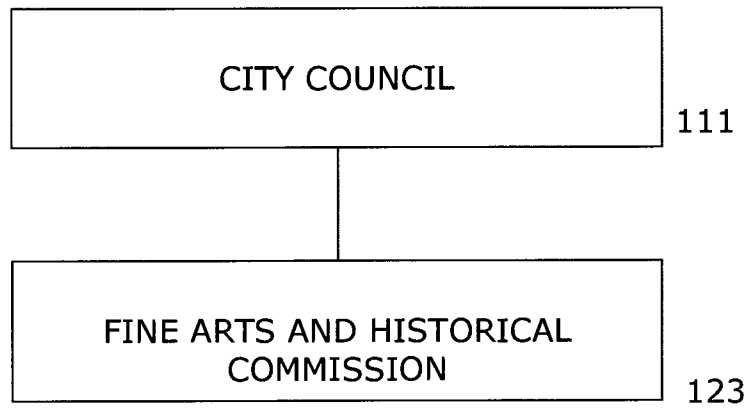 CITY COUNCIL
111
FINE ARTS AND HISTORICAL
COMMISSION
123